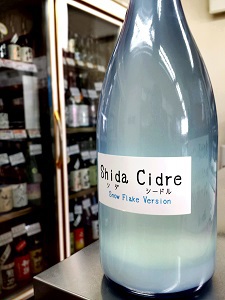 Shida Cidre
シダ シードル
Snow Flake Version